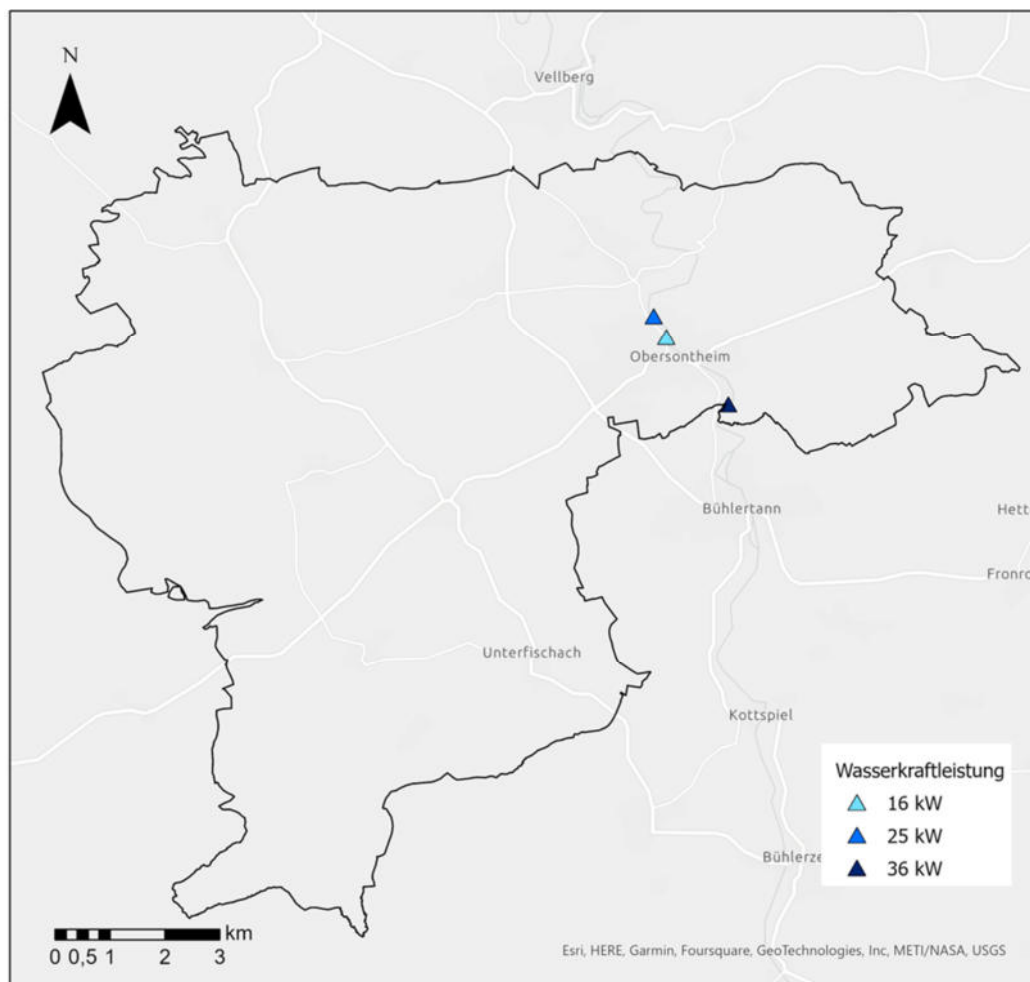 N
Vellberg
Obersontheim
Bühlertann
Hett
Fronro
Unterfischach
Kottspiel
Wasserkraftleistung
16 kW
25 kW
36 kW
Bühlerze
km
0 0,5 1 2 3
Esri, HERE, Garmin, Foursquare, GeoTechnologies, Inc, METI/NASA, USGS